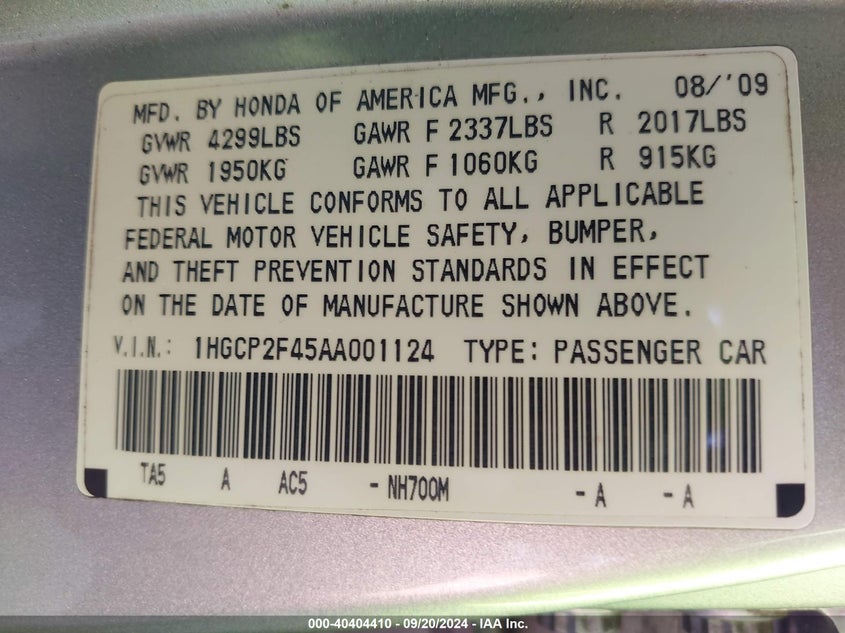 MFD. BY HONDA OF AMERICA MFG., INC. 08/'09
GVWR 4299LBS GAWR F 2337LBS R 2017LBS
GVWR 1950KG GAWR F 1060KG R 915KG
THIS VEHICLE CONFORMS TO ALL APPLICABLE
FEDERAL MOTOR VEHICLE SAFETY, BUMPER,
AND THEFT PREVENTION STANDARDS IN EFFECT
ON THE DATE OF MANUFACTURE SHOWN ABOVE.
V.I.N.: 1HGCP2F45AA001124 TYPE: PASSENGER CAR
TA5 A AC5 - NH700M - A - A
000-40404410 - 09/20/2024 - IAA Inc.